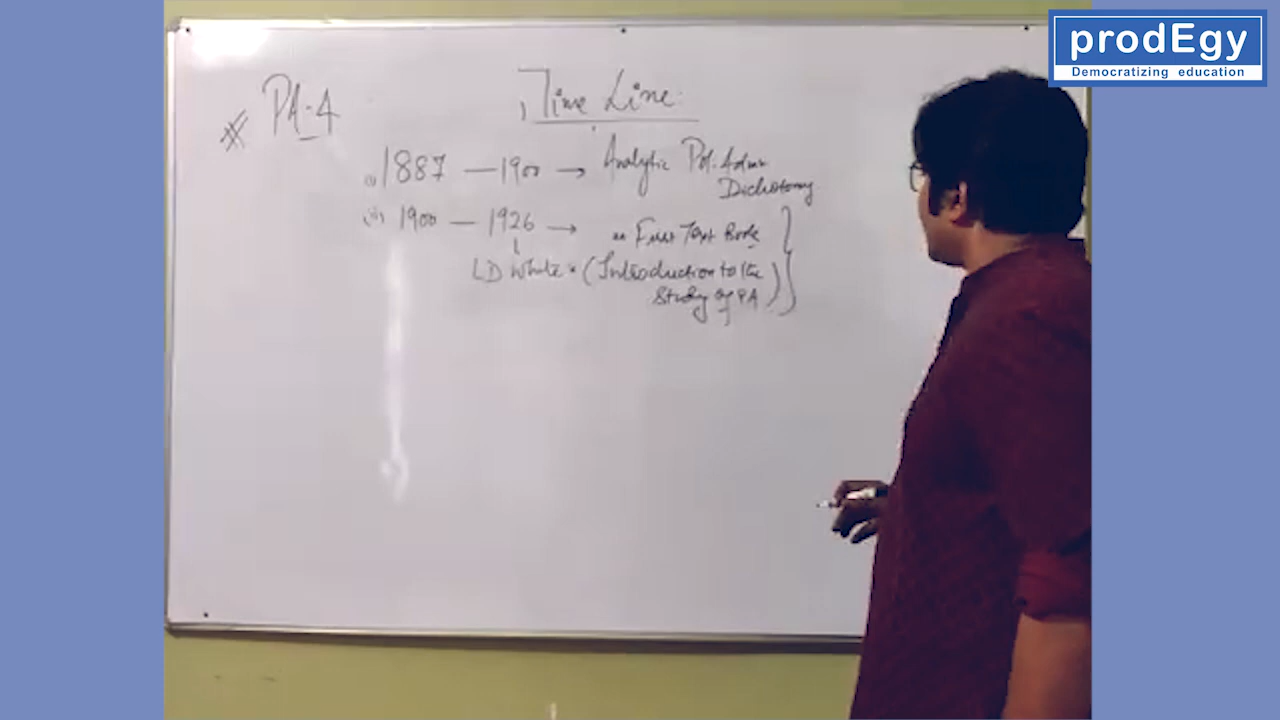 prodEgy
Democratizing education
# PA-4
Time Line
(i) 1887 — 1900 → Analytic Pol. Admn
Dichotomy
(ii) 1900 — 1926 → First Text Book
LD White (Introduction to the
Study of PA)